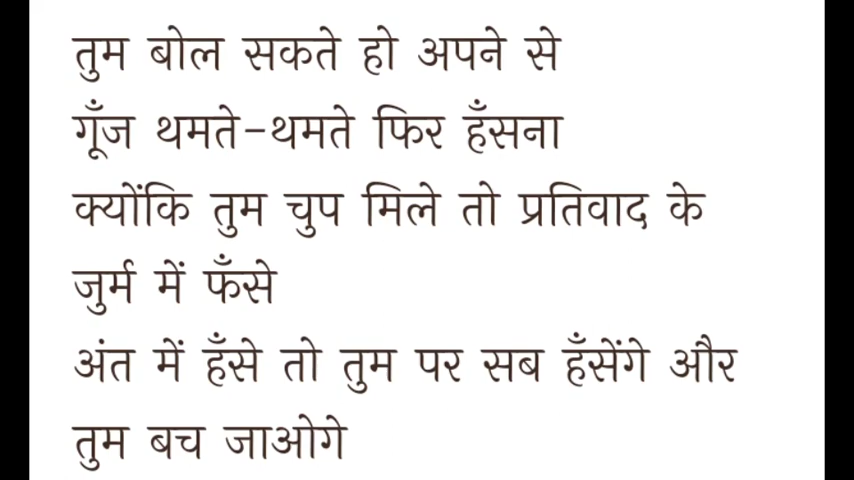 तुम बोल सकते हो अपने से
गूँज थमते-थमते फिर हँसना
क्योंकि तुम चुप मिले तो प्रतिवाद के
जुर्म में फँसे
अंत में हँसे तो तुम पर सब हँसेंगे और
तुम बच जाओगे